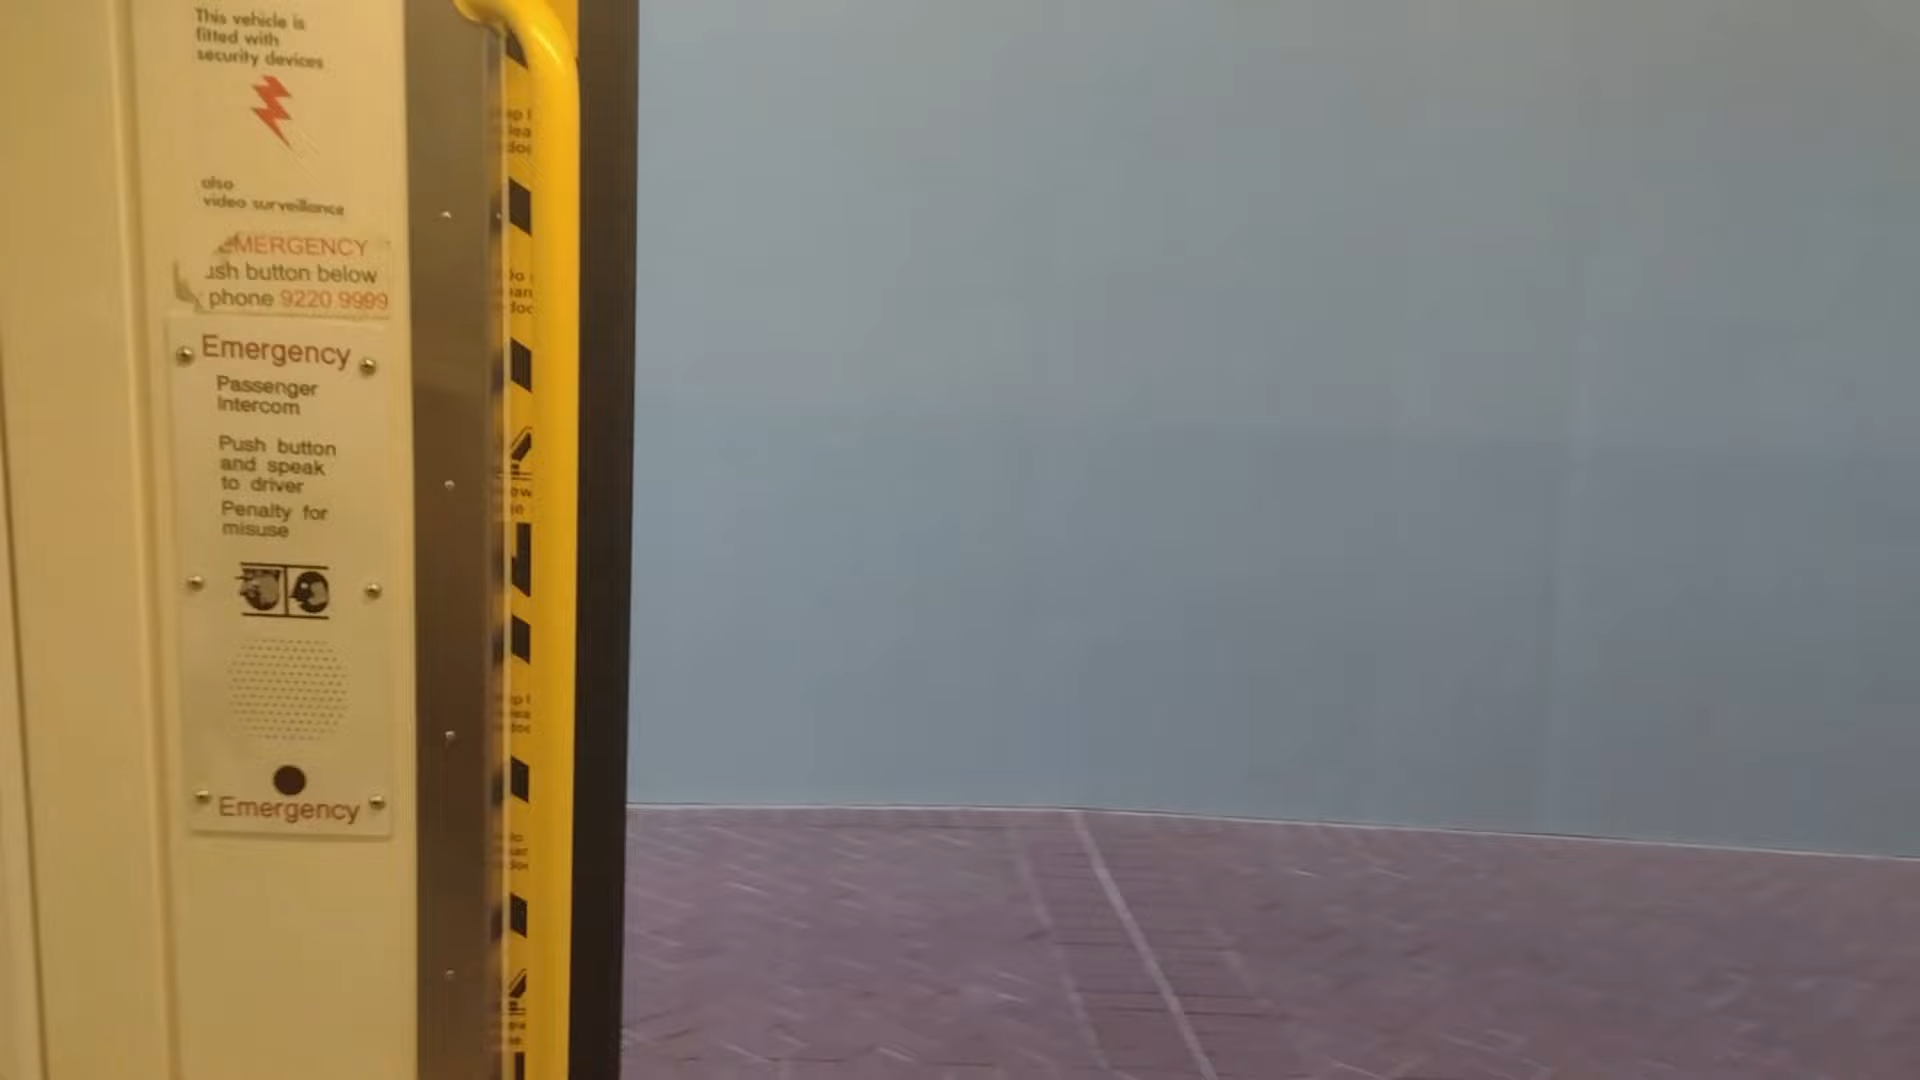 This vehicle is
fitted with
security devices
also
video surveillance
EMERGENCY
ush button below
phone 9220 9999
Emergency
Passenger
Intercom
Push button
and speak
to driver
Penalty for
misuse
Emergency